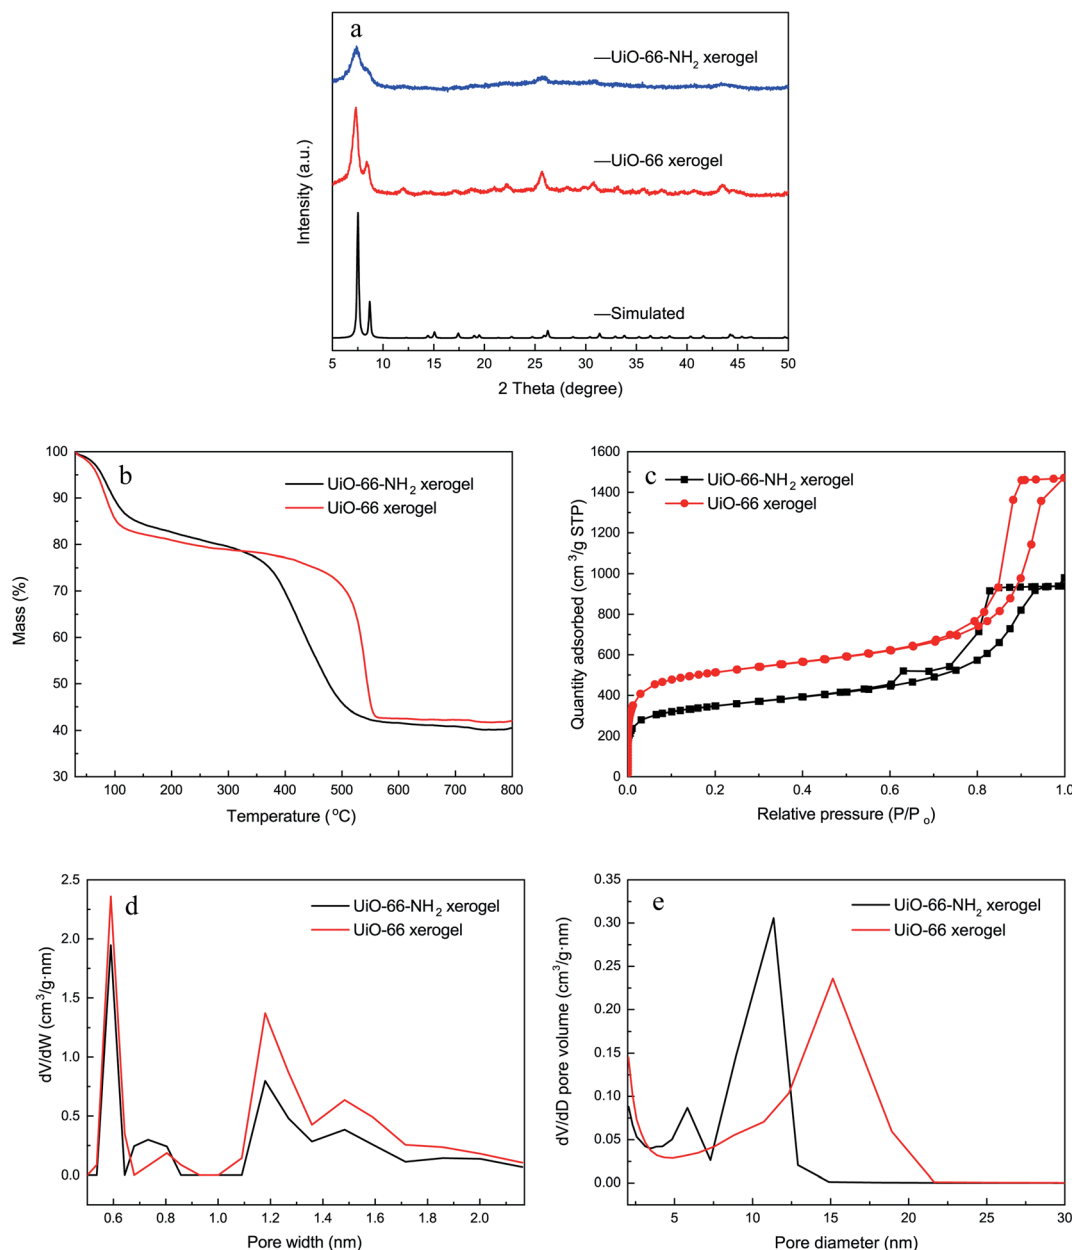 a
—UiO-66-NH2 xerogel
—UiO-66 xerogel
—Simulated
Intensity (a.u.)
5 10 15 20 25 30 35 40 45 50
2 Theta (degree)
b
UiO-66-NH2 xerogel
UiO-66 xerogel
100
90
80
70
60
50
40
30
Mass (%)
100 200 300 400 500 600 700 800
Temperature (°C)
c
UiO-66-NH2 xerogel
UiO-66 xerogel
1600
1400
1200
1000
800
600
400
200
0
Quantity adsorbed (cm3/g STP)
0.0 0.2 0.4 0.6 0.8 1.0
Relative pressure (P/Po)
d
UiO-66-NH2 xerogel
UiO-66 xerogel
2.5
2.0
1.5
1.0
0.5
0.0
dV/dW (cm3/g·nm)
0.6 0.8 1.0 1.2 1.4 1.6 1.8 2.0
Pore width (nm)
e
UiO-66-NH2 xerogel
UiO-66 xerogel
0.35
0.30
0.25
0.20
0.15
0.10
0.05
0.00
dV/dD pore volume (cm3/g·nm)
5 10 15 20 25 30
Pore diameter (nm)